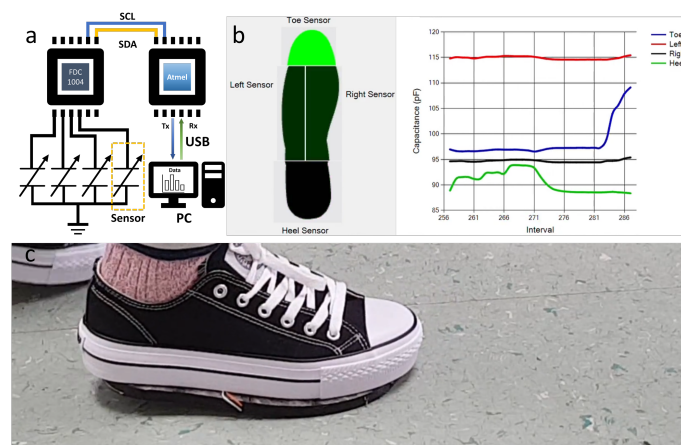 a
SCL
SDA
FDC
1004
Atmel
Tx
Rx
USB
Data
Sensor
PC
b
Toe Sensor
Left Sensor
Right Sensor
Heel Sensor
Capacitance (pF)
120
115
110
105
100
95
90
85
256
261
266
271
276
281
286
Interval
Toe
Left
Rig
Heel
c